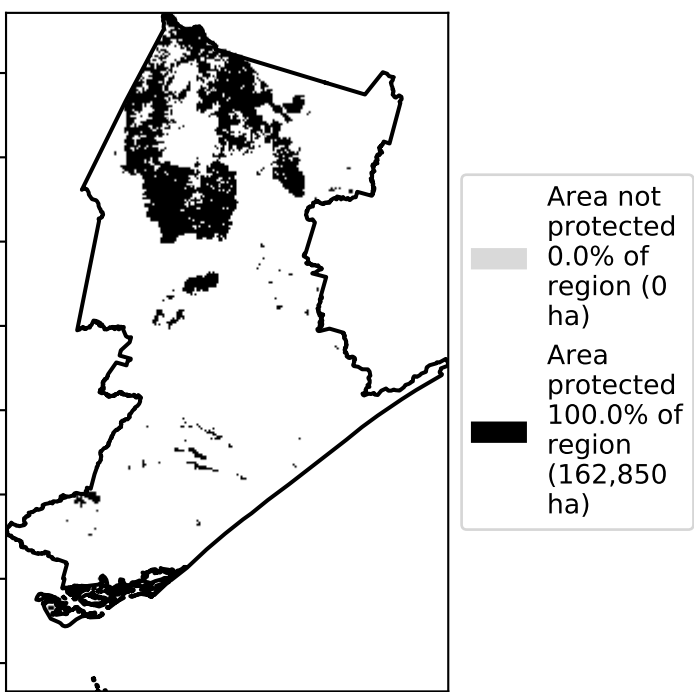 Area not
protected
0.0% of
region (0
ha)
Area
protected
100.0% of
region
(162,850
ha)